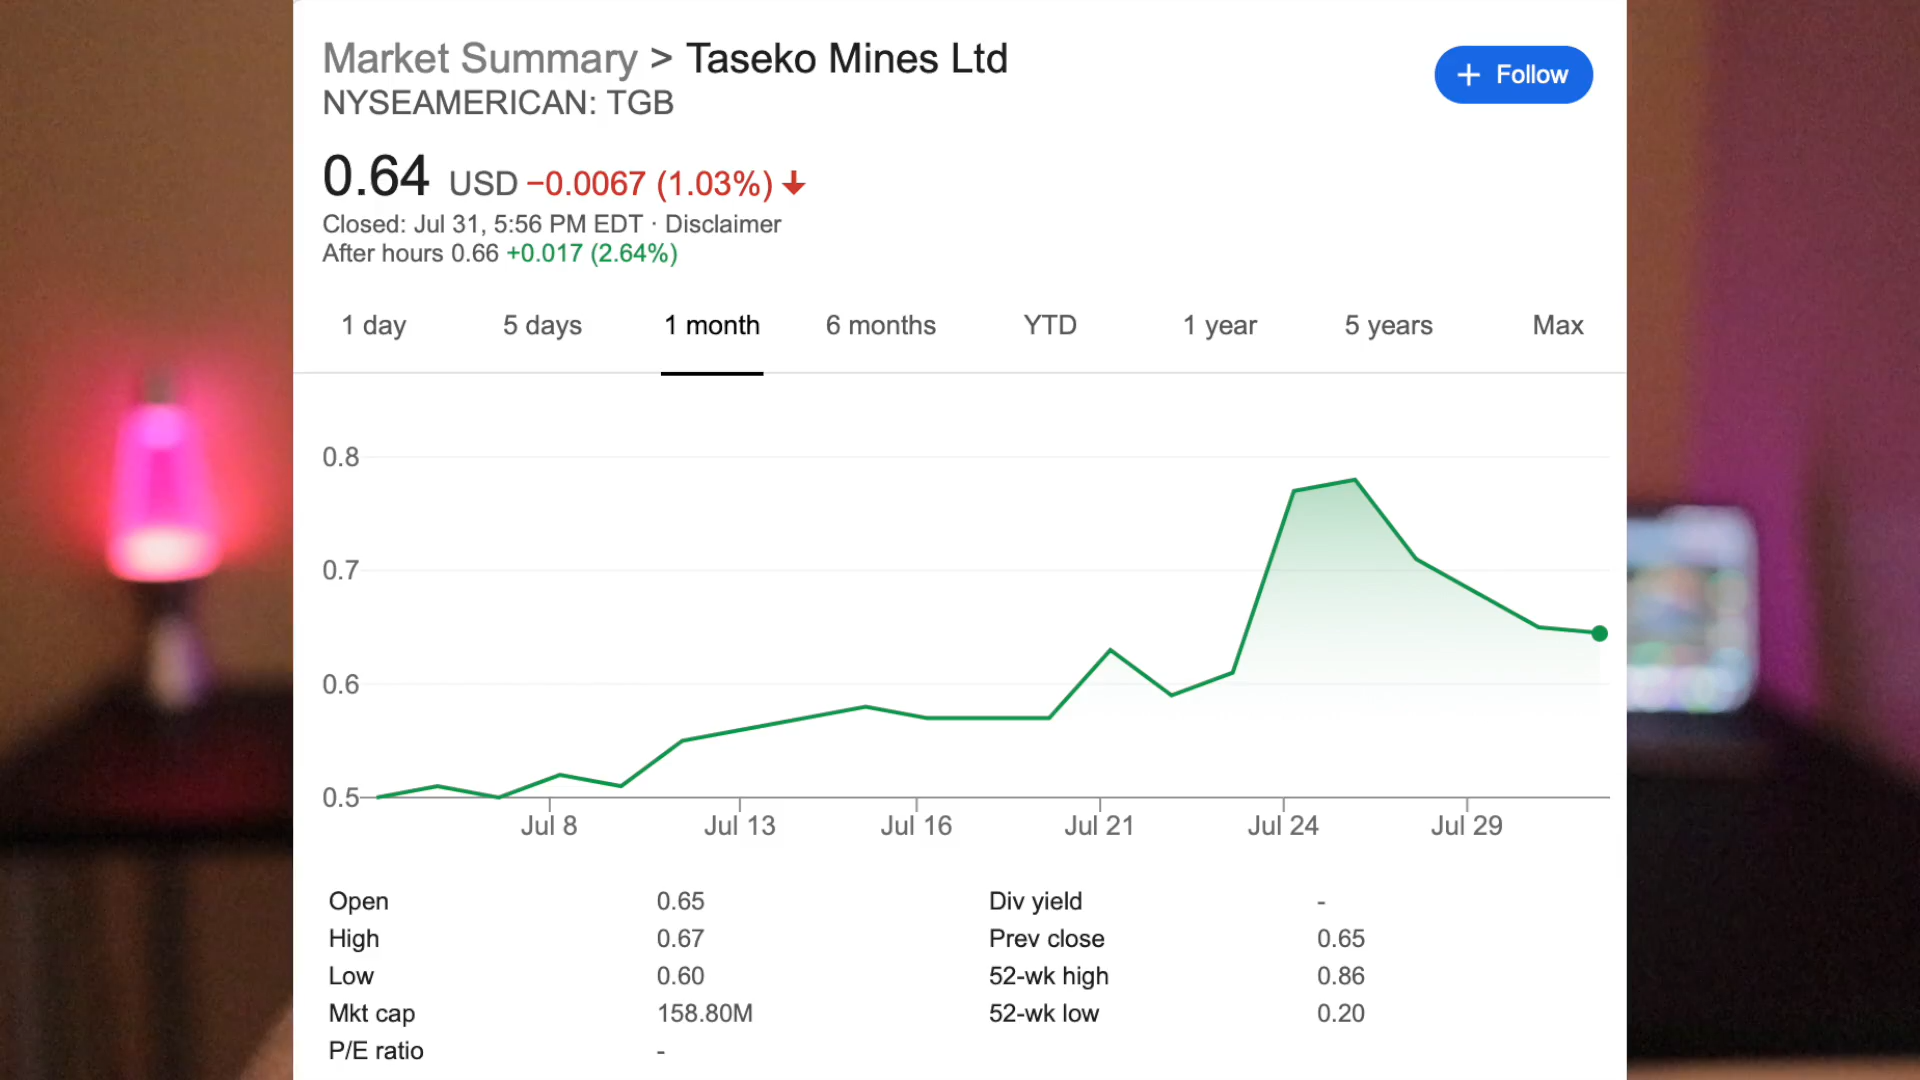 Market Summary > Taseko Mines Ltd
+ Follow
NYSEAMERICAN: TGB
0.64 USD −0.0067 (1.03%) ↓
Closed: Jul 31, 5:56 PM EDT · Disclaimer
After hours 0.66 +0.017 (2.64%)
1 day 5 days 1 month 6 months YTD 1 year 5 years Max
0.8
0.7
0.6
0.5
Jul 8 Jul 13 Jul 16 Jul 21 Jul 24 Jul 29
Open 0.65 Div yield -
High 0.67 Prev close 0.65
Low 0.60 52-wk high 0.86
Mkt cap 158.80M 52-wk low 0.20
P/E ratio -